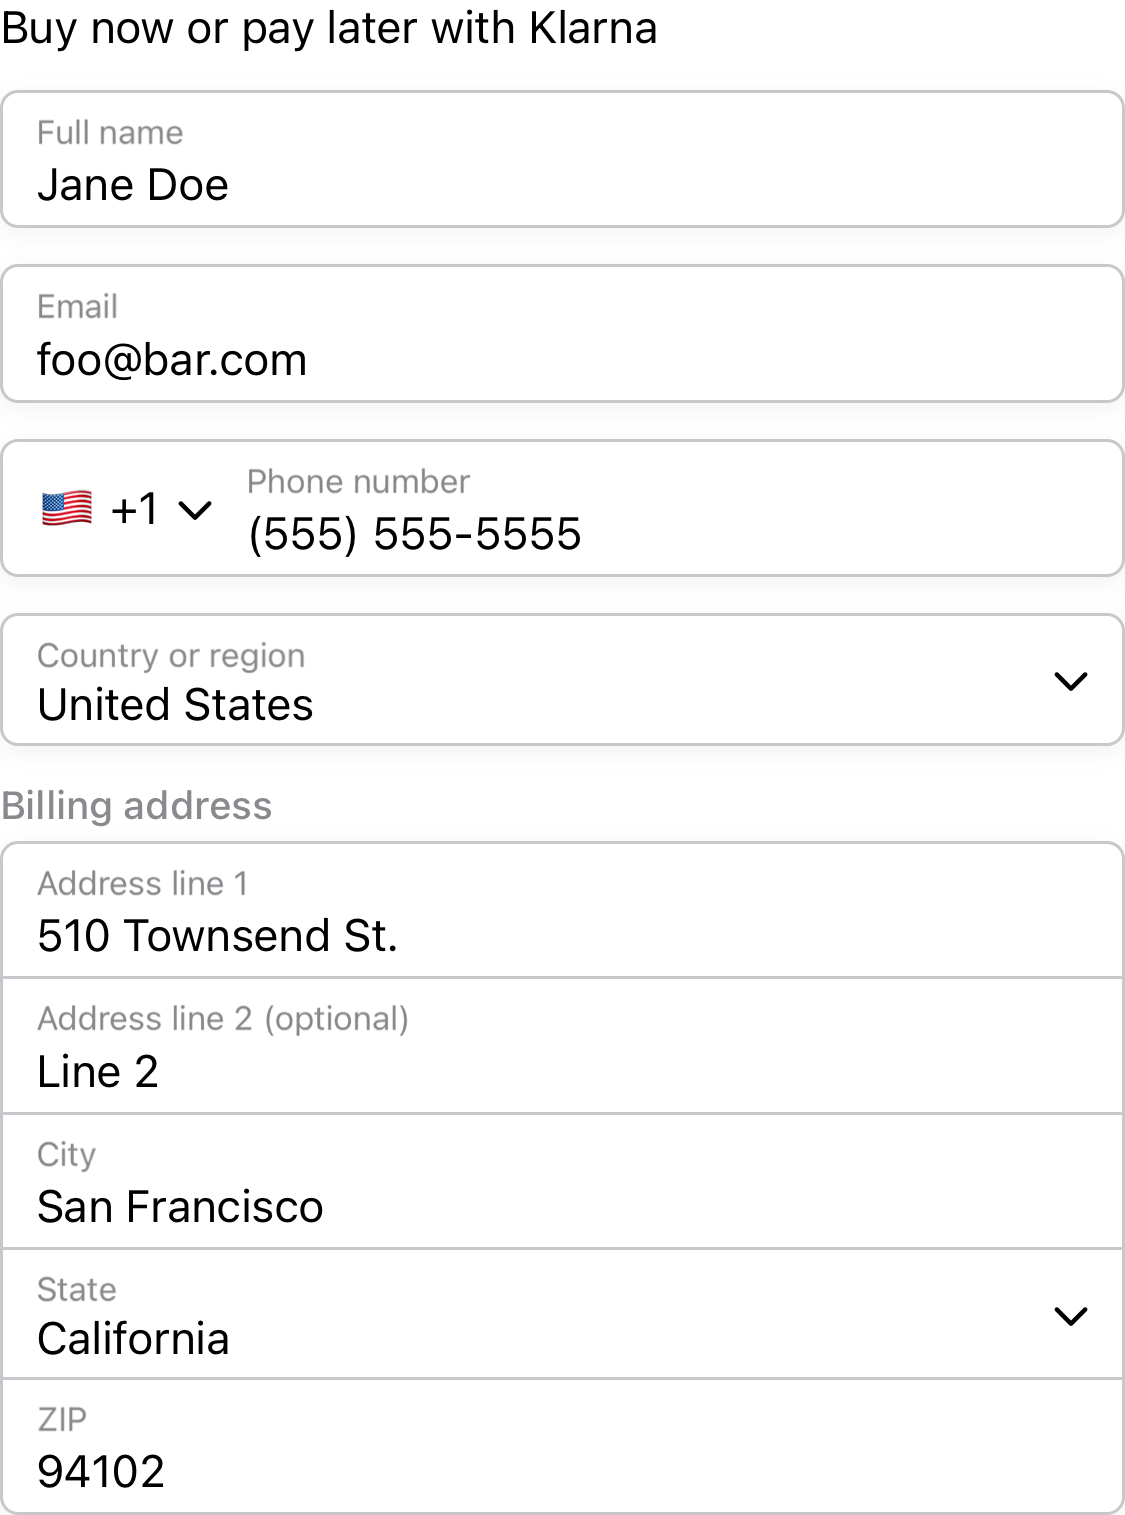 Buy now or pay later with Klarna
Full name
Jane Doe
Email
foo@bar.com
Phone number
+1 (555) 555-5555
Country or region
United States
Billing address
Address line 1
510 Townsend St.
Address line 2 (optional)
Line 2
City
San Francisco
State
California
ZIP
94102